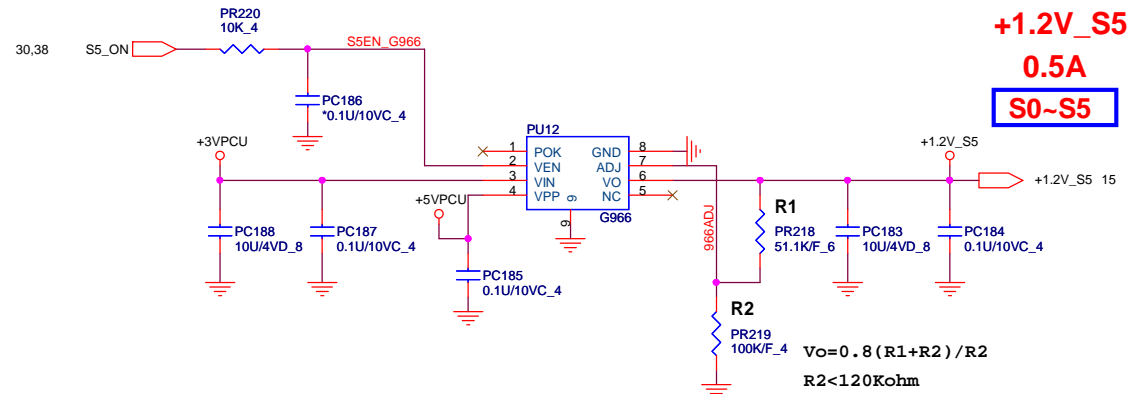 PR220
10K_4
+1.2V_S5
0.5A
S0~S5
30,38 S5_ON
S5EN_G966
PC186
*0.1U/10VC_4
PU12
+3VPCU
1 POK GND 8
2 VEN ADJ 7
3 VIN VO 6
4 VPP 9 NC 5
9
G966
+1.2V_S5
+1.2V_S5 15
+5VPCU
966ADJ
R1
PR218
51.1K/F_6
PC188
10U/4VD_8
PC187
0.1U/10VC_4
PC183
10U/4VD_8
PC184
0.1U/10VC_4
PC185
0.1U/10VC_4
R2
PR219
100K/F_4
Vo=0.8(R1+R2)/R2
R2<120Kohm